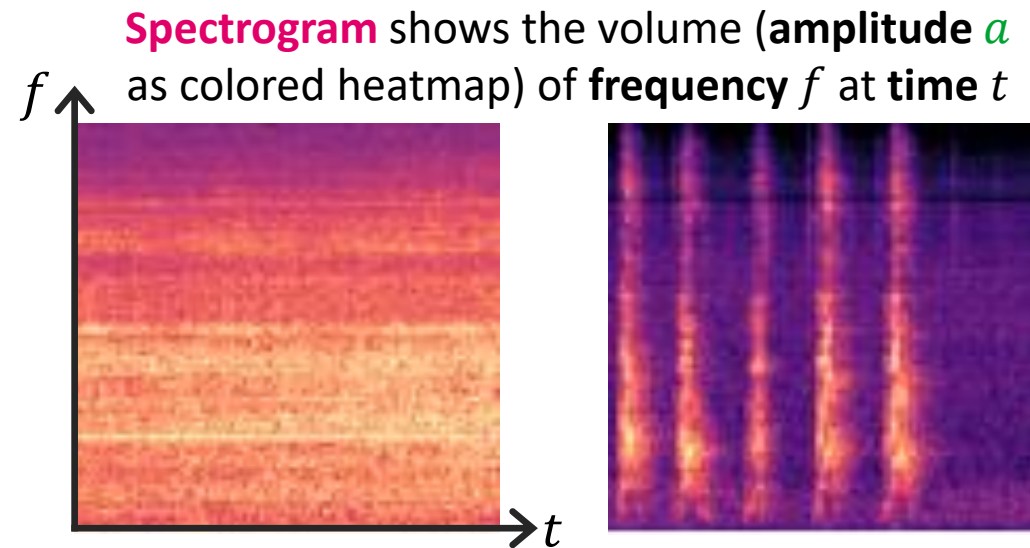 Spectrogram shows the volume (amplitude a
as colored heatmap) of frequency f at time t
f
t